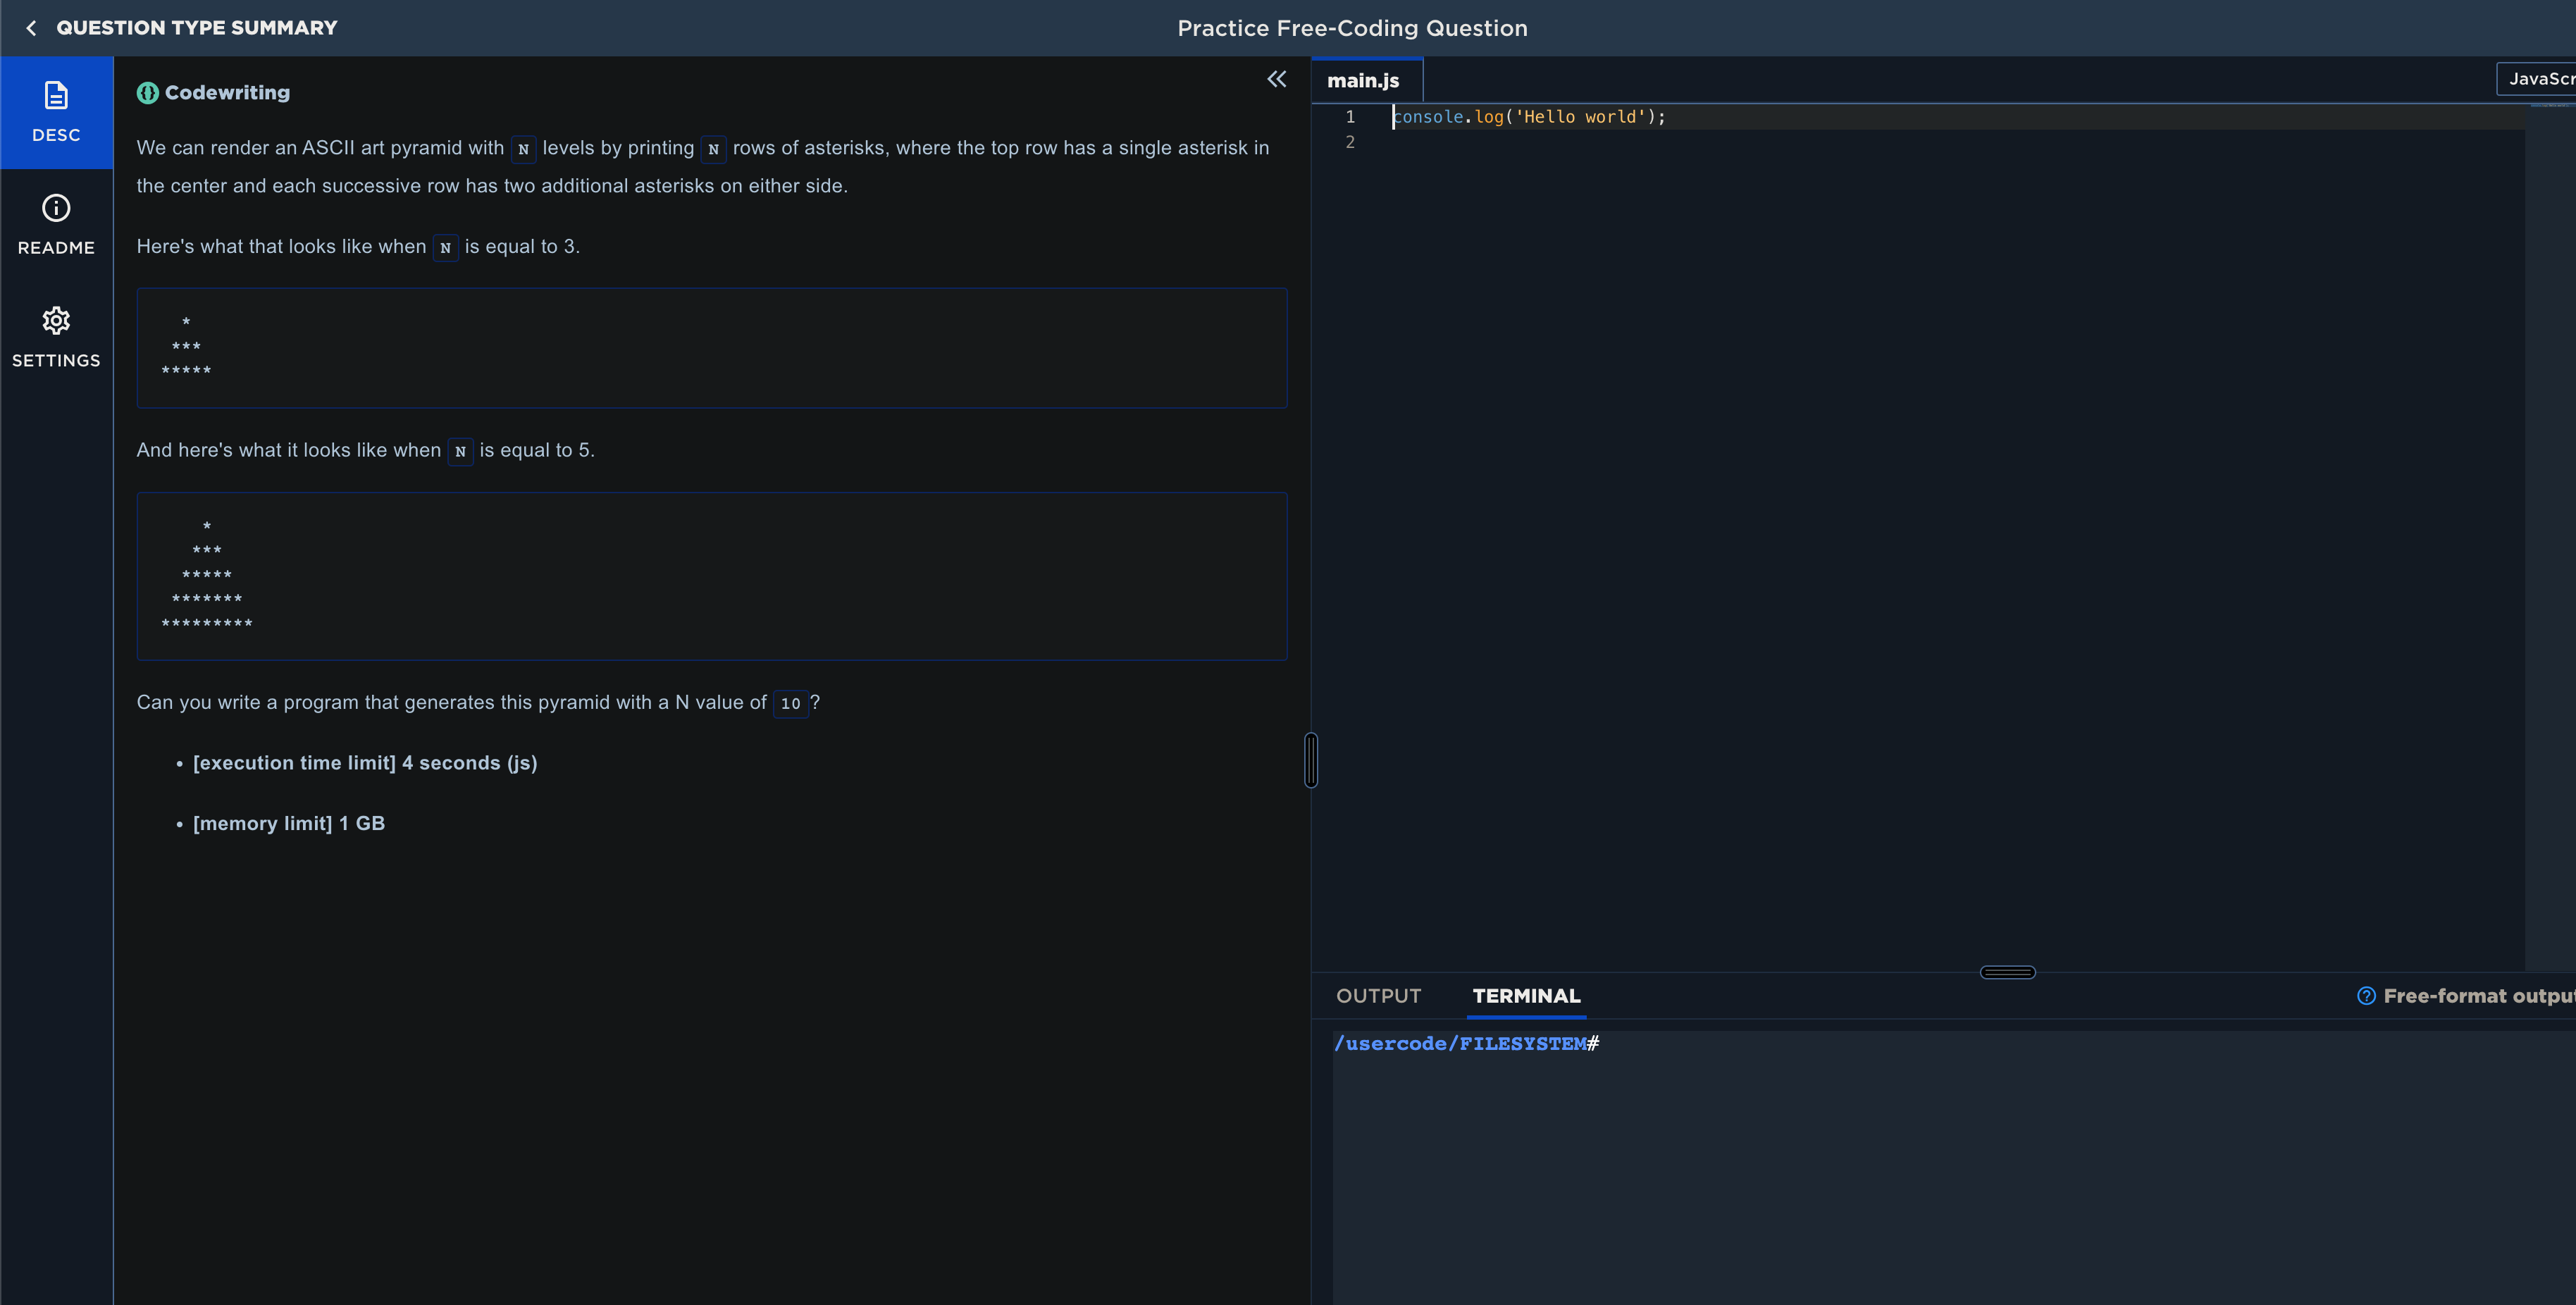 QUESTION TYPE SUMMARY
Practice Free-Coding Question
DESC
README
SETTINGS
Codewriting
We can render an ASCII art pyramid with N levels by printing N rows of asterisks, where the top row has a single asterisk in
the center and each successive row has two additional asterisks on either side.
Here's what that looks like when N is equal to 3.
  *
 ***
*****
And here's what it looks like when N is equal to 5.
    *
   ***
  *****
 *******
*********
Can you write a program that generates this pyramid with a N value of 10?
• [execution time limit] 4 seconds (js)
• [memory limit] 1 GB
main.js
JavaScr
1 console.log('Hello world');
2
OUTPUT TERMINAL
Free-format output
/usercode/FILESYSTEM#